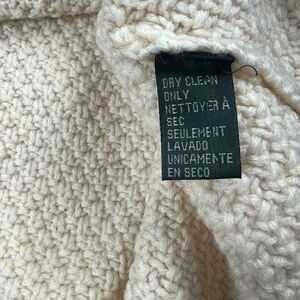 DRY CLEAN
ONLY
NETTOYER À
SEC
SEULEMENT
LAVADO
UNICAMENTE
EN SECO